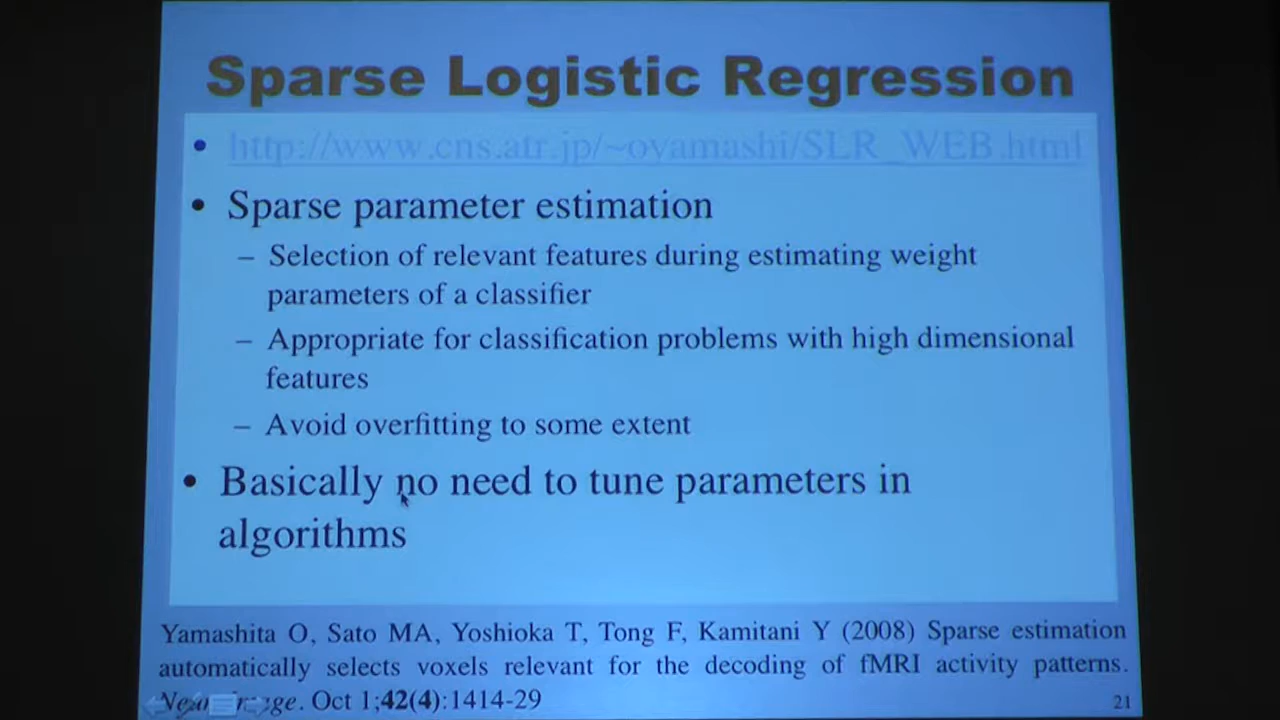 Sparse Logistic Regression
• http://www.cns.atr.jp/~oyamashi/SLR_WEB.html
• Sparse parameter estimation
– Selection of relevant features during estimating weight
parameters of a classifier
– Appropriate for classification problems with high dimensional
features
– Avoid overfitting to some extent
• Basically no need to tune parameters in
algorithms
Yamashita O, Sato MA, Yoshioka T, Tong F, Kamitani Y (2008) Sparse estimation
automatically selects voxels relevant for the decoding of fMRI activity patterns.
Oct 1;42(4):1414-29
21